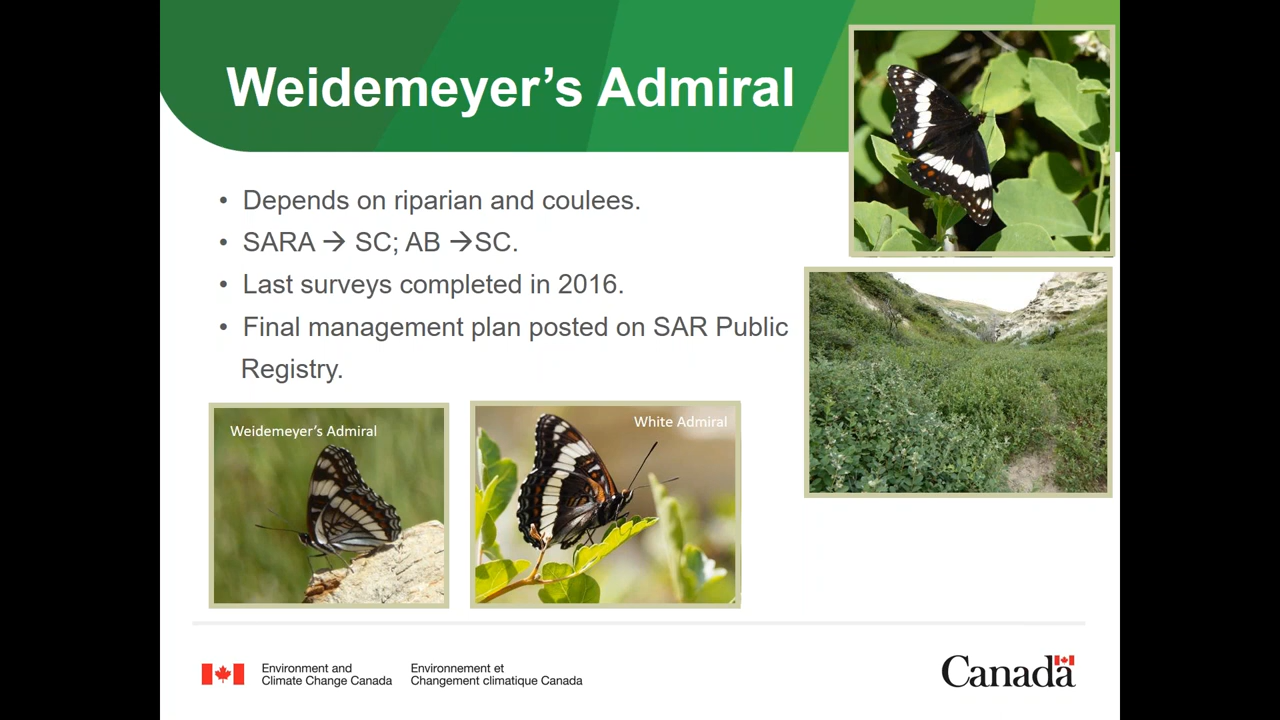 Weidemeyer's Admiral
• Depends on riparian and coulees.
• SARA → SC; AB →SC.
• Last surveys completed in 2016.
• Final management plan posted on SAR Public
Registry.
Weidemeyer's Admiral
White Admiral
Environment and
Climate Change Canada
Environnement et
Changement climatique Canada
Canada